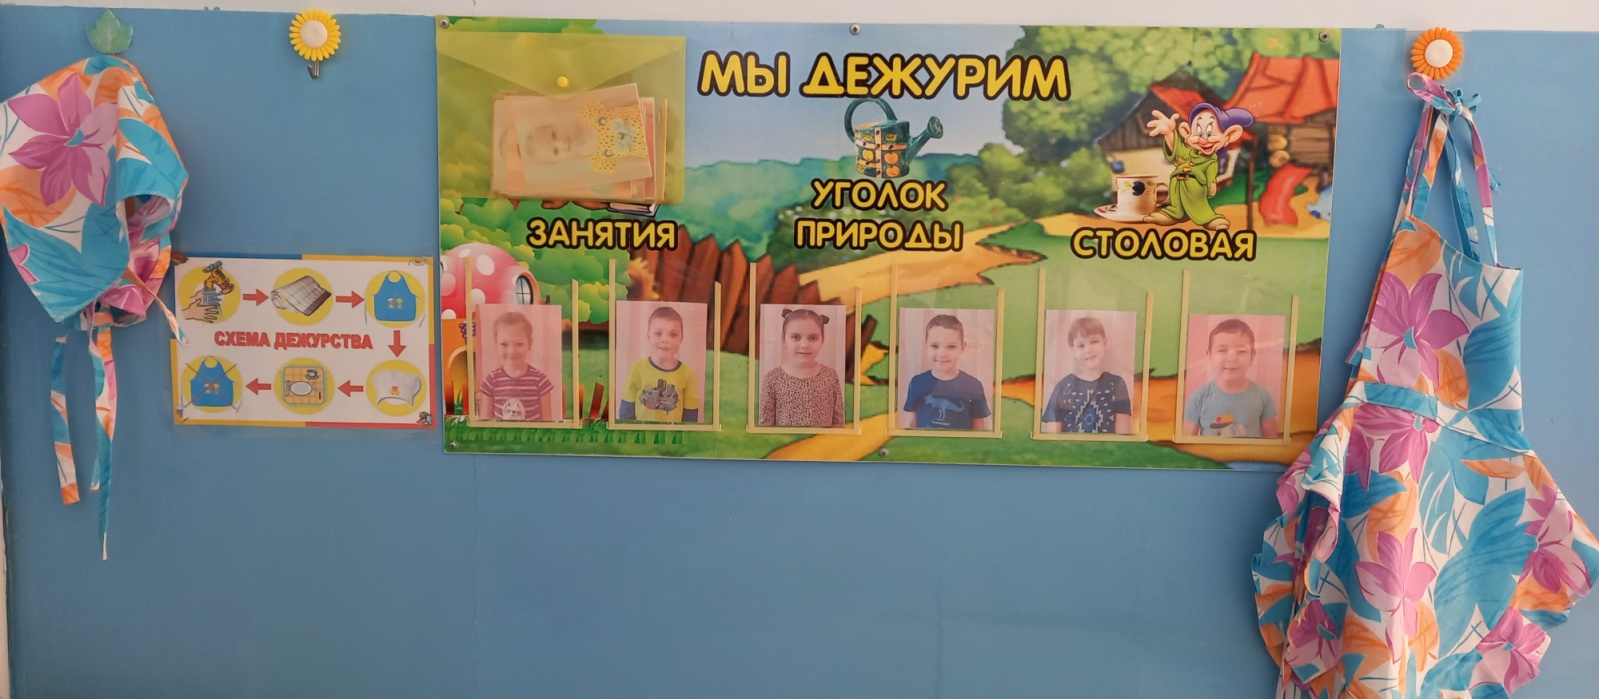 МЫ ДЕЖУРИМ
ЗАНЯТИЯ
УГОЛОК
ПРИРОДЫ
СТОЛОВАЯ
СХЕМА ДЕЖУРСТВА